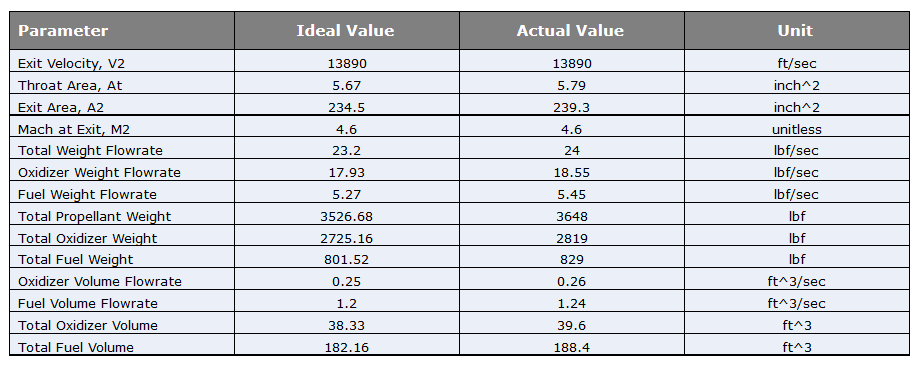 Parameter Ideal Value Actual Value Unit
Exit Velocity, V2 13890 13890 ft/sec
Throat Area, At 5.67 5.79 inch^2
Exit Area, A2 234.5 239.3 inch^2
Mach at Exit, M2 4.6 4.6 unitless
Total Weight Flowrate 23.2 24 lbf/sec
Oxidizer Weight Flowrate 17.93 18.55 lbf/sec
Fuel Weight Flowrate 5.27 5.45 lbf/sec
Total Propellant Weight 3526.68 3648 lbf
Total Oxidizer Weight 2725.16 2819 lbf
Total Fuel Weight 801.52 829 lbf
Oxidizer Volume Flowrate 0.25 0.26 ft^3/sec
Fuel Volume Flowrate 1.2 1.24 ft^3/sec
Total Oxidizer Volume 38.33 39.6 ft^3
Total Fuel Volume 182.16 188.4 ft^3